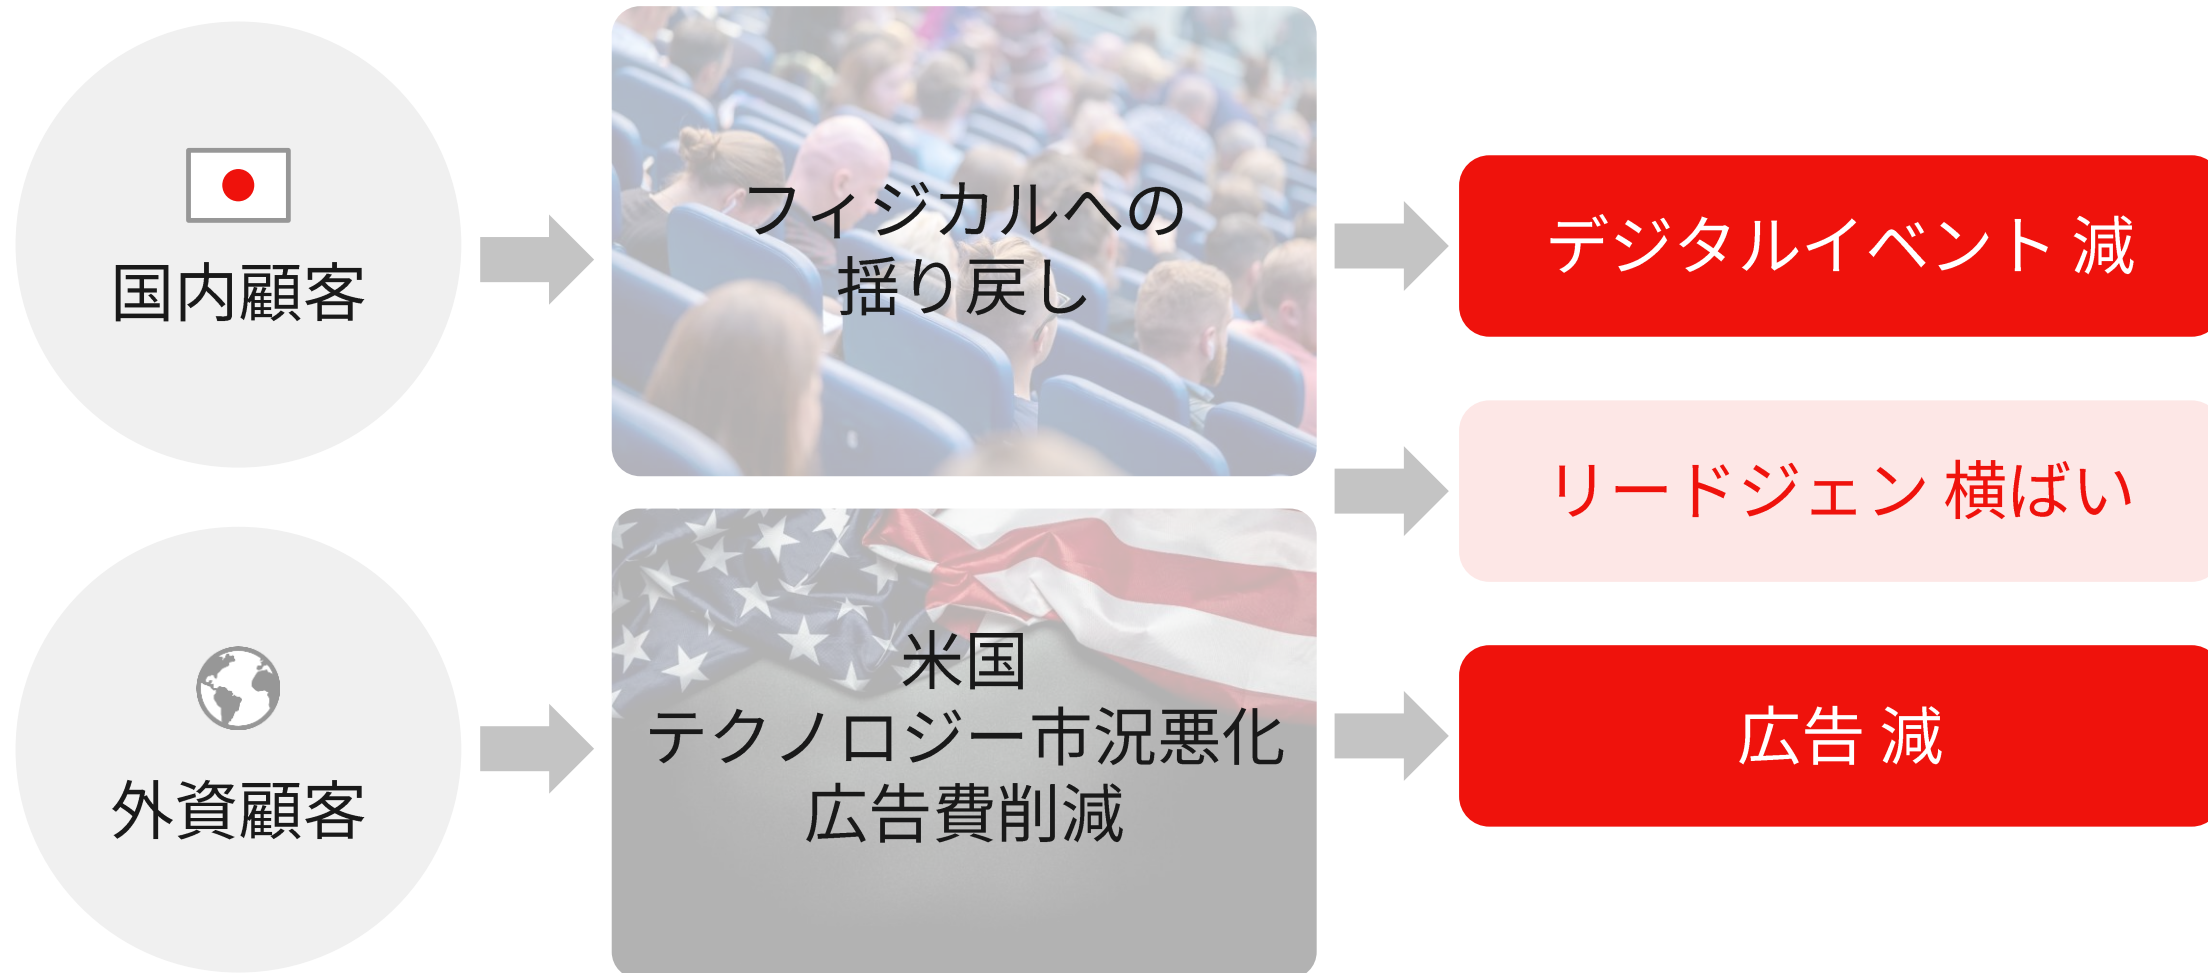 国内顧客
フィジカルへの
揺り戻し
デジタルイベント 減
リードジェン 横ばい
外資顧客
米国
テクノロジー市況悪化
広告費削減
広告 減